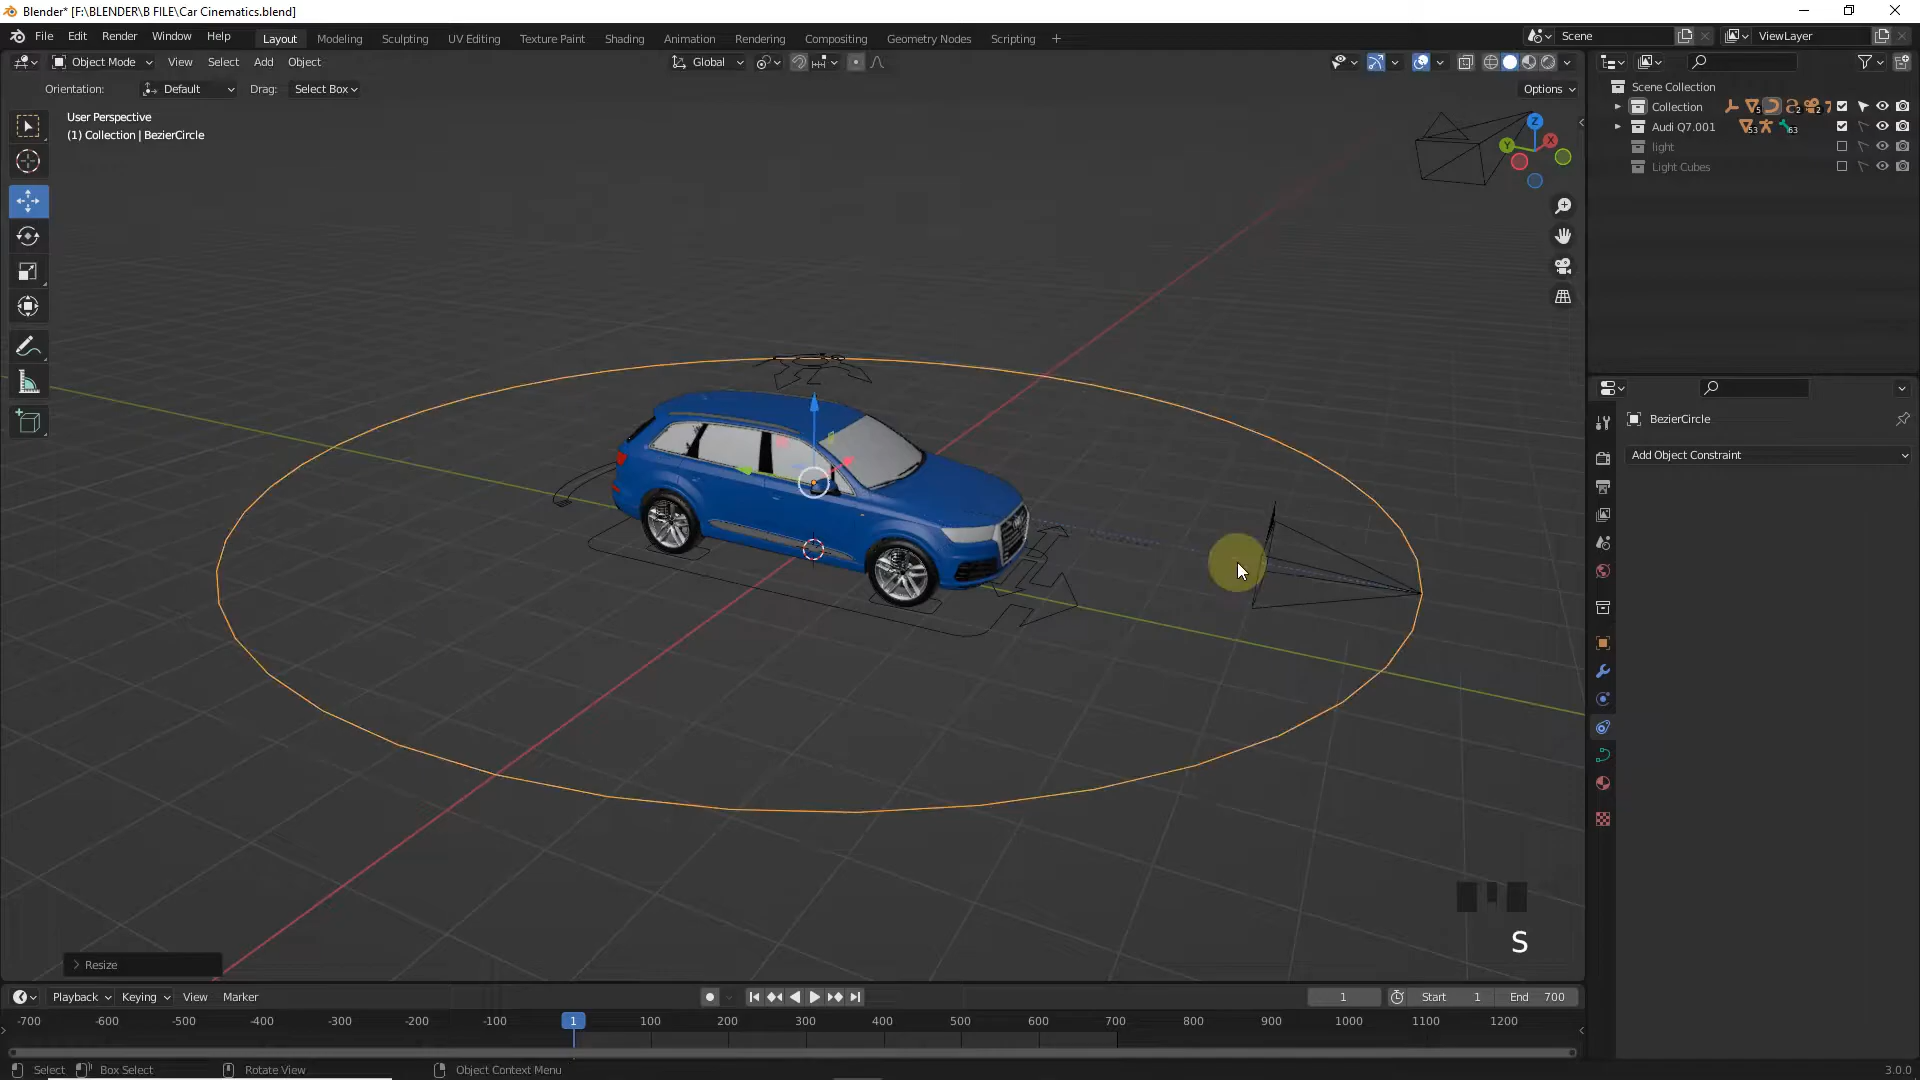 Blender* [F:\BLENDER\B FILE\Car Cinematics.blend]
File Edit Render Window Help
Layout Modeling Sculpting UV Editing Texture Paint Shading Animation Rendering Compositing Geometry Nodes Scripting
Scene ViewLayer
Object Mode View Select Add Object Global
Orientation: Default Drag: Select Box Options
User Perspective
(1) Collection | BezierCircle
Scene Collection
Collection 5 2 2
Audi Q7.001 53 63
light
Light Cubes
Z X Y
BezierCircle
Add Object Constraint
S
Resize
Playback Keying View Marker 1 Start 1 End 700
-700 -600 -500 -400 -300 -200 -100 1 100 200 300 400 500 600 700 800 900 1000 1100 1200
Select Box Select Rotate View Object Context Menu 3.0.0